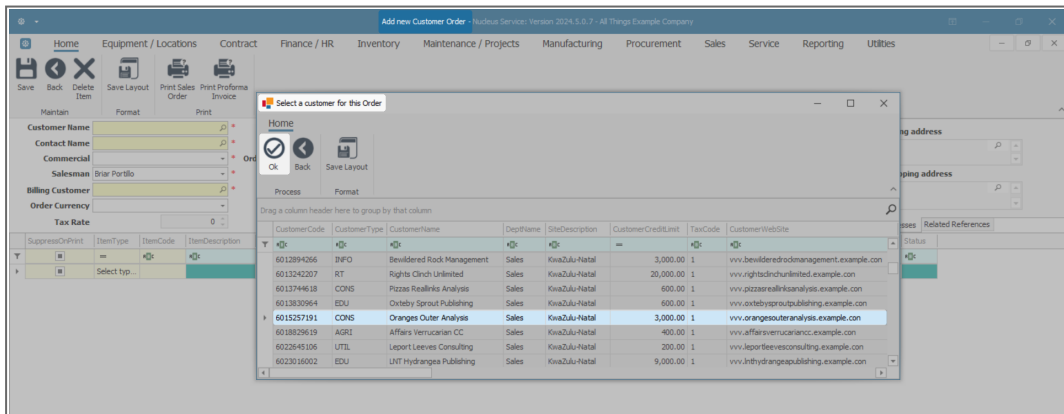 Add new Customer Order - Nucleus Service: Version 2024.5.0.7 - All Things Example Company
Home Equipment / Locations Contract Finance / HR Inventory Maintenance / Projects Manufacturing Procurement Sales Service Reporting Utilities
Save Back Delete Item Save Layout Print Sales Order Print Proforma Invoice
Maintain Format Print
Select a customer for this Order
Home
Ok Back Save Layout
Process Format
Customer Name *
Contact Name *
Commercial * Ord
Salesman Briar Portillo *
Billing Customer *
Order Currency
Tax Rate 0
ng address
pping address
esses Related References
SuppressOnPrint ItemType ItemCode ItemDescription Status
=
Select typ...
Drag a column header here to group by that column
CustomerCode CustomerType CustomerName DeptName SiteDescription CustomerCreditLimit TaxCode CustomerWebSite
=
6012894266 INFO Bewildered Rock Management Sales KwaZulu-Natal 3,000.00 1 vvv.bewilderedrockmanagement.example.con
6013242207 RT Rights Clinch Unlimited Sales KwaZulu-Natal 20,000.00 1 vvv.rightsclinchunlimited.example.con
6013744618 CONS Pizzas Reallinks Analysis Sales KwaZulu-Natal 600.00 1 vvv.pizzasreallinksanalysis.example.con
6013830964 EDU Oxteby Sprout Publishing Sales KwaZulu-Natal 600.00 1 vvv.oxtebysproutpublishing.example.con
6015257191 CONS Oranges Outer Analysis Sales KwaZulu-Natal 3,000.00 1 vvv.orangesouteranalysis.example.con
6018829619 AGRI Affairs Verrucarian CC Sales KwaZulu-Natal 400.00 1 vvv.affairsverrucariancc.example.con
6022645106 UTIL Leport Leeves Consulting Sales KwaZulu-Natal 200.00 1 vvv.leportleevesconsulting.example.con
6023016002 EDU LNT Hydrangea Publishing Sales KwaZulu-Natal 9,000.00 1 vvv.lnthydrangeapublishing.example.con